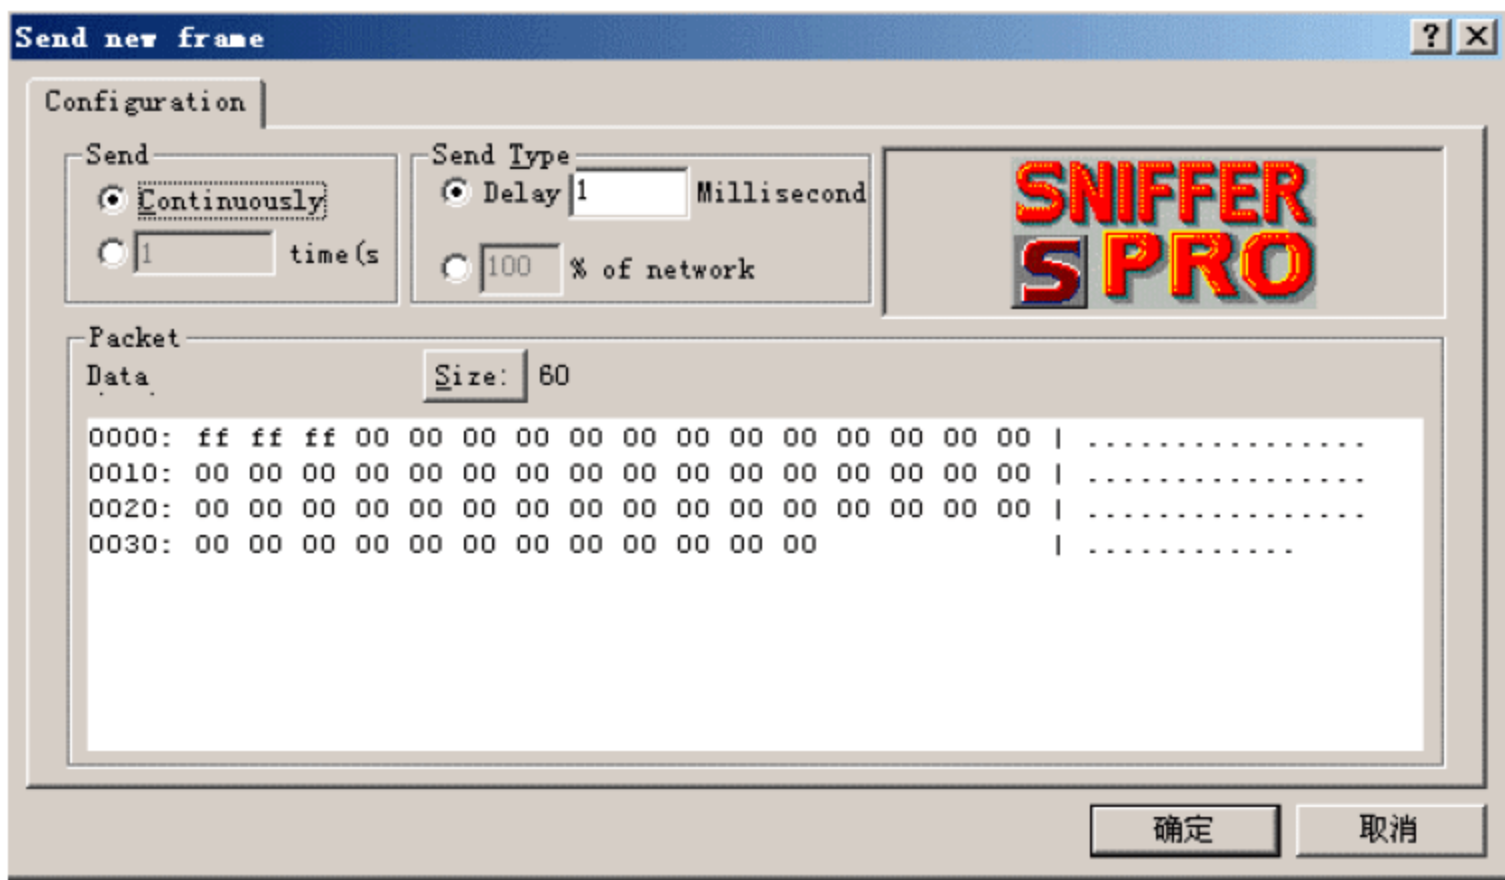 Send new frame
Configuration
Send
Continuously
1 time(s
Send Type
Delay 1 Millisecond
100 % of network
SNIFFER
S PRO
Packet
Data Size: 60
0000: ff ff ff 00 00 00 00 00 00 00 00 00 00 00 00 00 | ................
0010: 00 00 00 00 00 00 00 00 00 00 00 00 00 00 00 00 | ................
0020: 00 00 00 00 00 00 00 00 00 00 00 00 00 00 00 00 | ................
0030: 00 00 00 00 00 00 00 00 00 00 00 00 | ............
确定 取消